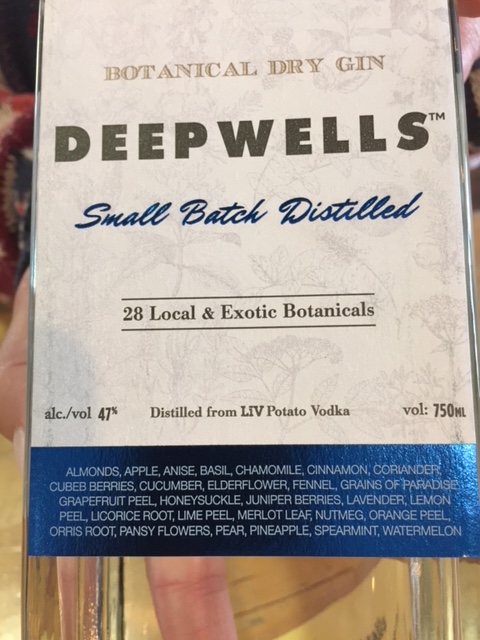 BOTANICAL DRY GIN
DEEPWELLS™
Small Batch Distilled
28 Local & Exotic Botanicals
alc./vol 47% Distilled from LIV Potato Vodka vol: 750ML
ALMONDS, APPLE, ANISE, BASIL, CHAMOMILE, CINNAMON, CORIANDER,
CUBEB BERRIES, CUCUMBER, ELDERFLOWER, FENNEL, GRAINS OF PARADISE,
GRAPEFRUIT PEEL, HONEYSUCKLE, JUNIPER BERRIES, LAVENDER, LEMON
PEEL, LICORICE ROOT, LIME PEEL, MERLOT LEAF, NUTMEG, ORANGE PEEL,
ORRIS ROOT, PANSY FLOWERS, PEAR, PINEAPPLE, SPEARMINT, WATERMELON